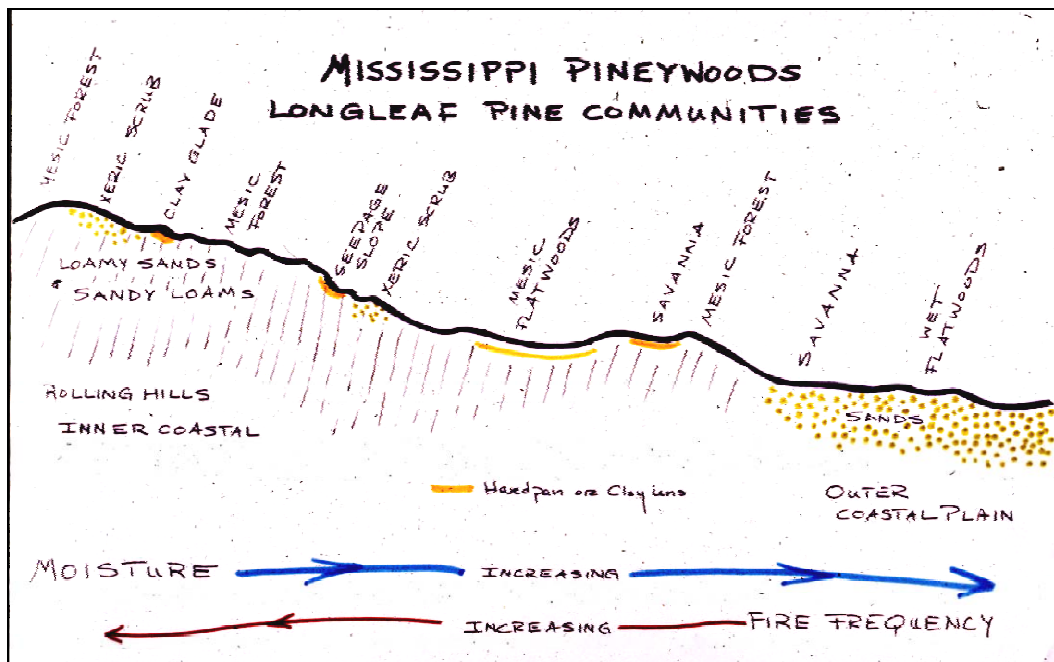 MISSISSIPPI PINEYWOODS
LONGLEAF PINE COMMUNITIES
MESIC FOREST
XERIC SCRUB
CLAY GLADE
MESIC
FOREST
SEEPAGE
SLOPE
XERIC SCRUB
MESIC
FLATWOODS
SAVANNA
MESIC FOREST
SAVANNA
WET
FLATWOODS
LOAMY SANDS
SANDY LOAMS
ROLLING HILLS
INNER COASTAL
SANDS
Hardpan or Clay lens
OUTER
COASTAL PLAIN
MOISTURE INCREASING
INCREASING FIRE FREQUENCY